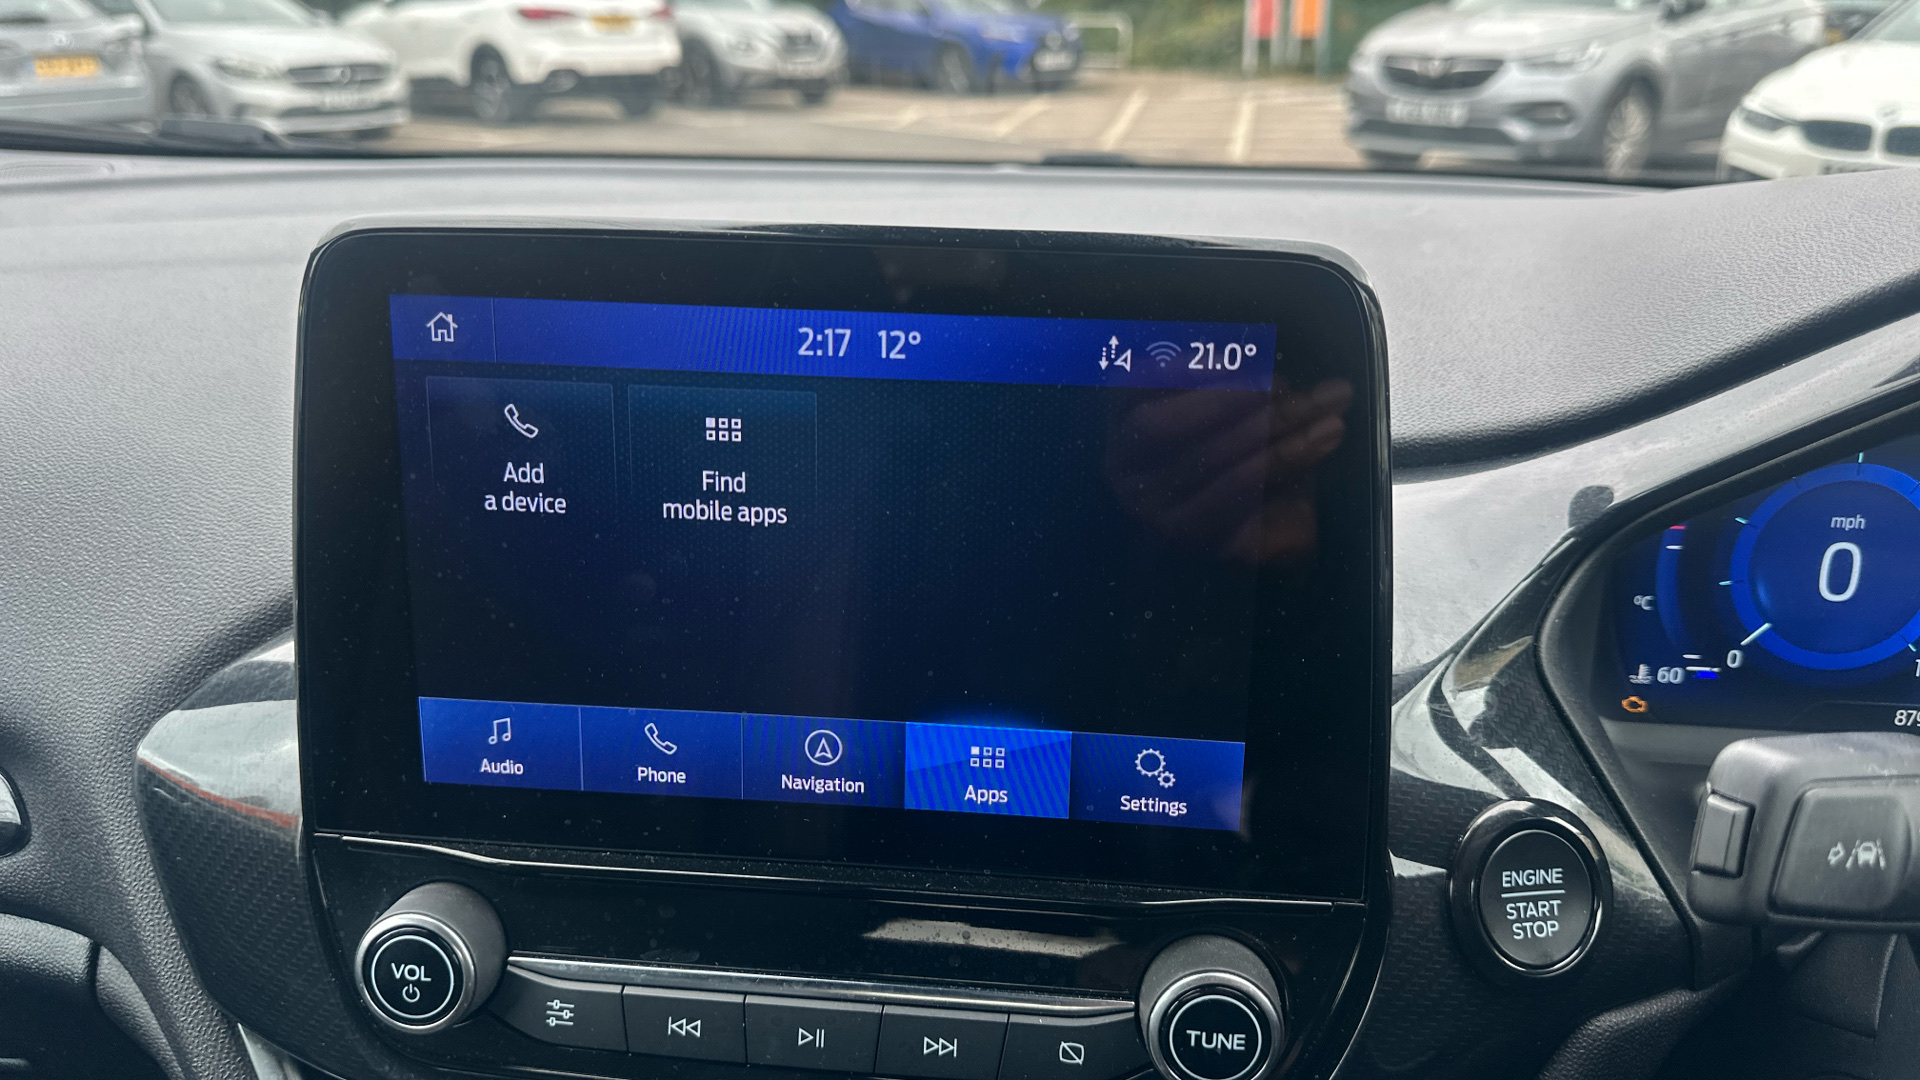 2:17 12°
21.0°
Add
a device
Find
mobile apps
mph
0
°C
60
0
Audio
Phone
Navigation
Apps
Settings
ENGINE
START
STOP
VOL
TUNE